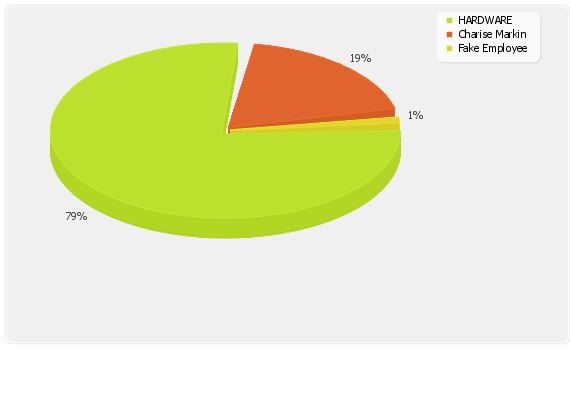 HARDWARE
Charise Markin
Fake Employee
19%
1%
79%